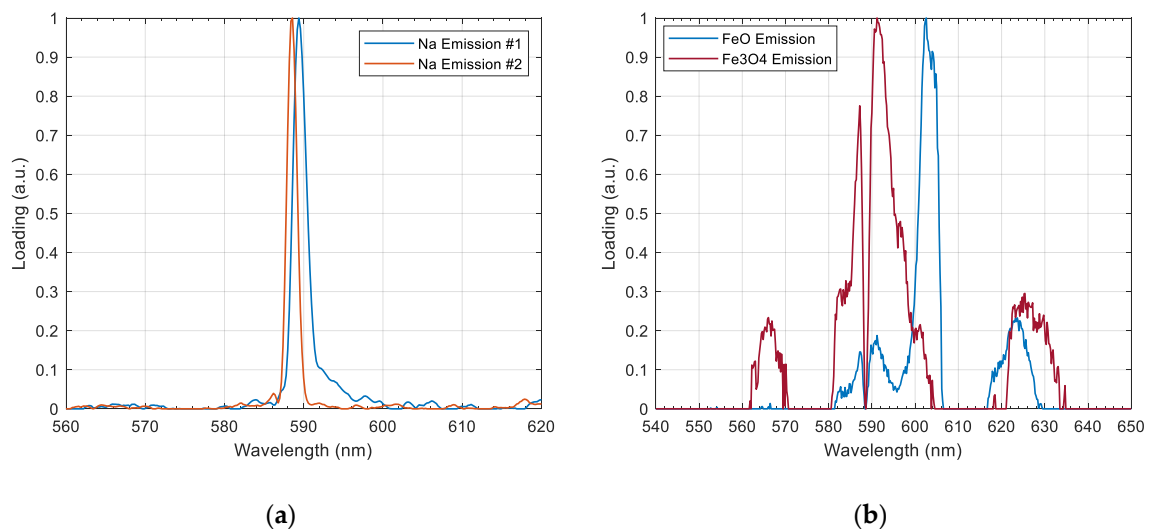 Na Emission #1
Na Emission #2
1
0.9
0.8
0.7
0.6
0.5
0.4
0.3
0.2
0.1
0
Loading (a.u.)
560 570 580 590 600 610 620
Wavelength (nm)
(a)
FeO Emission
Fe3O4 Emission
1
0.9
0.8
0.7
0.6
0.5
0.4
0.3
0.2
0.1
0
Loading (a.u.)
540 550 560 570 580 590 600 610 620 630 640 650
Wavelength (nm)
(b)